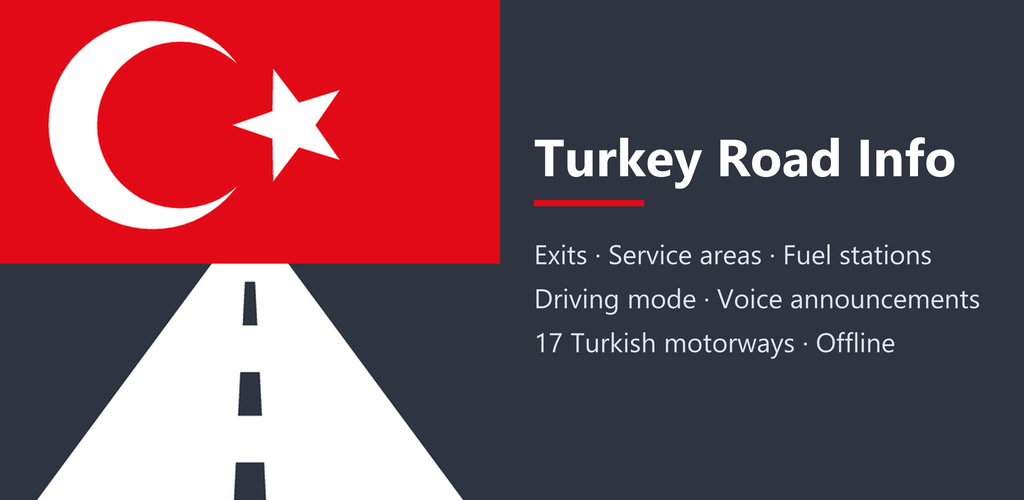 Turkey Road Info
Exits · Service areas · Fuel stations
Driving mode · Voice announcements
17 Turkish motorways · Offline